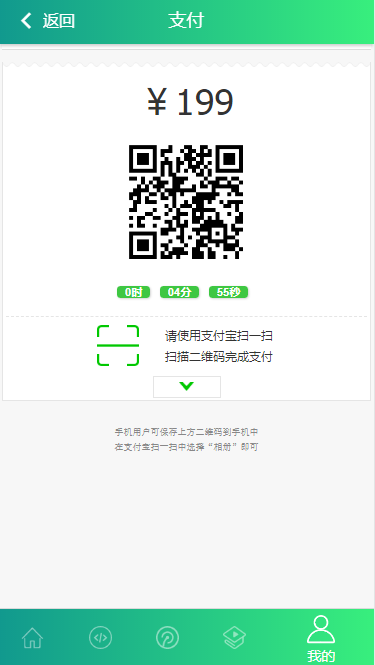 返回 支付
￥199
0时 04分 55秒
请使用支付宝扫一扫
扫描二维码完成支付
手机用户可保存上方二维码到手机中
在支付宝扫一扫中选择“相册”即可
我的